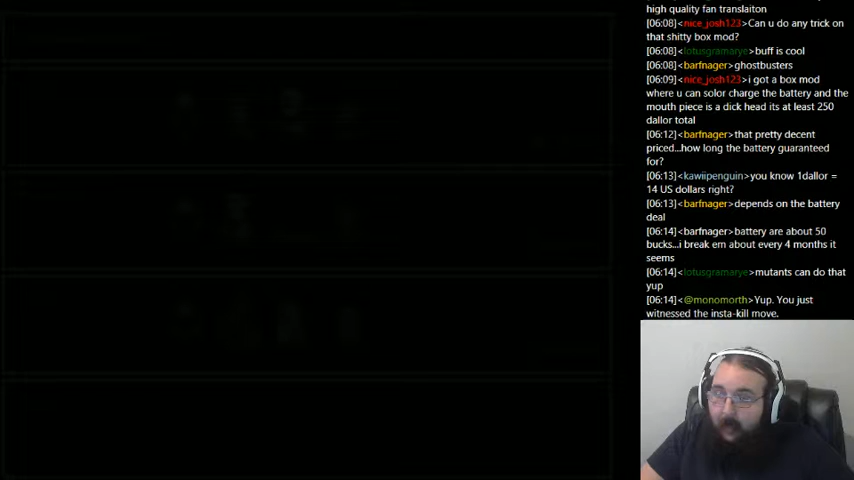 high quality fan translaiton
[06:08]<nice_josh123>Can u do any trick on
that shitty box mod?
[06:08]<lotusgramarye>buff is cool
[06:08]<barfnager>ghostbusters
[06:09]<nice_josh123>i got a box mod
where u can solor charge the battery and the
mouth piece is a dick head its at least 250
dallor total
[06:12]<barfnager>that pretty decent
priced...how long the battery guaranteed
for?
[06:13]<kawiipenguin>you know 1dallor =
14 US dollars right?
[06:13]<barfnager>depends on the battery
deal
[06:14]<barfnager>battery are about 50
bucks...i break em about every 4 months it
seems
[06:14]<lotusgramarye>mutants can do that
yup
[06:14]<@monomorth>Yup. You just
witnessed the insta-kill move.